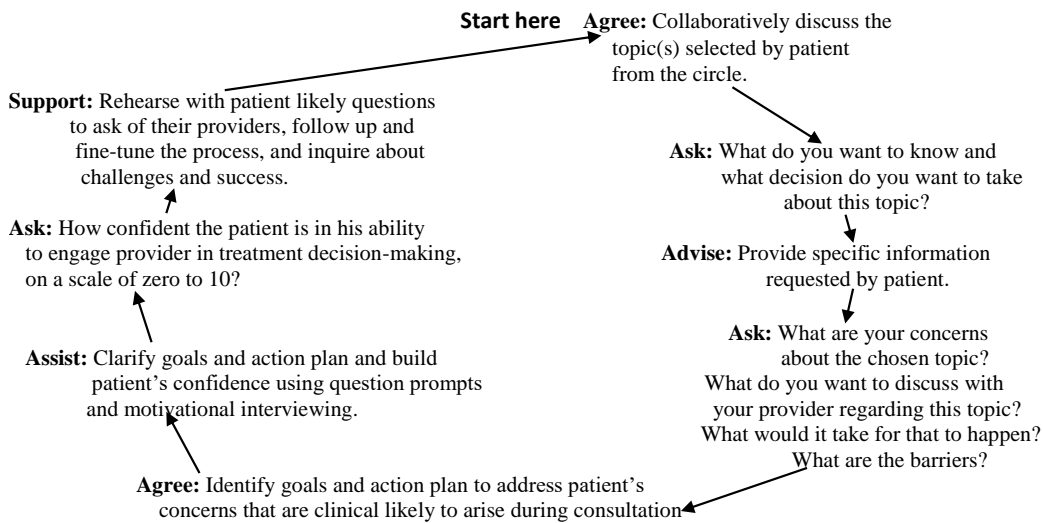 Start here
Agree: Collaboratively discuss the
topic(s) selected by patient
from the circle.
Ask: What do you want to know and
what decision do you want to take
about this topic?
Advise: Provide specific information
requested by patient.
Ask: What are your concerns
about the chosen topic?
What do you want to discuss with
your provider regarding this topic?
What would it take for that to happen?
What are the barriers?
Agree: Identify goals and action plan to address patient's
concerns that are clinical likely to arise during consultation
Assist: Clarify goals and action plan and build
patient's confidence using question prompts
and motivational interviewing.
Ask: How confident the patient is in his ability
to engage provider in treatment decision-making,
on a scale of zero to 10?
Support: Rehearse with patient likely questions
to ask of their providers, follow up and
fine-tune the process, and inquire about
challenges and success.